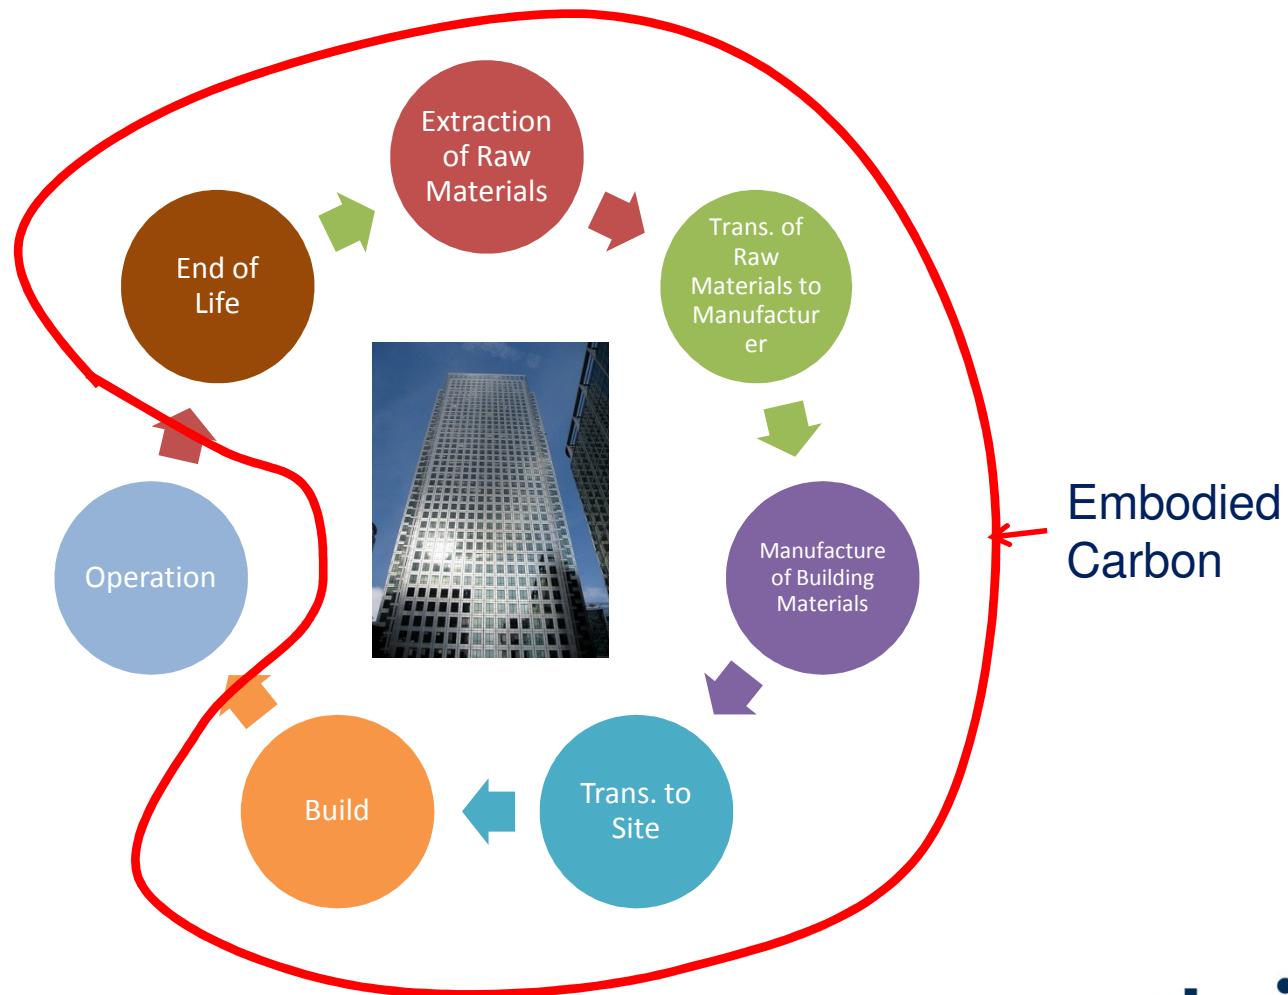 Extraction
of Raw
Materials
Trans. of
Raw
Materials to
Manufactur
er
Manufacture
of Building
Materials
Trans. to
Site
Build
Operation
End of
Life
Embodied
Carbon